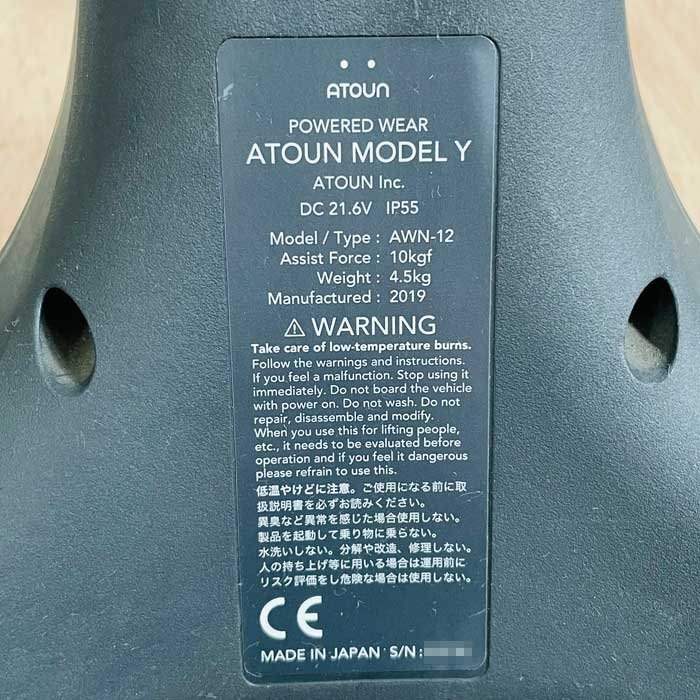 ATOUN
POWERED WEAR
ATOUN MODEL Y
ATOUN Inc.
DC 21.6V IP55
Model / Type : AWN-12
Assist Force : 10kgf
Weight : 4.5kg
Manufactured : 2019
⚠ WARNING
Take care of low-temperature burns.
Follow the warnings and instructions.
If you feel a malfunction. Stop using it
immediately. Do not board the vehicle
with power on. Do not wash. Do not
repair, disassemble and modify.
When you use this for lifting people,
etc., it needs to be evaluated before
operation and if you feel it dangerous
please refrain to use this.
低温やけどに注意。ご使用になる前に取
扱説明書を必ずお読みください。
異臭など異常を感じた場合使用しない。
製品を起動して乗り物に乗らない。
水洗いしない。分解や改造、修理しない。
人の持ち上げ等に用いる場合は運用前に
リスク評価をし危険な場合は使用しない。
CE
MADE IN JAPAN S/N :